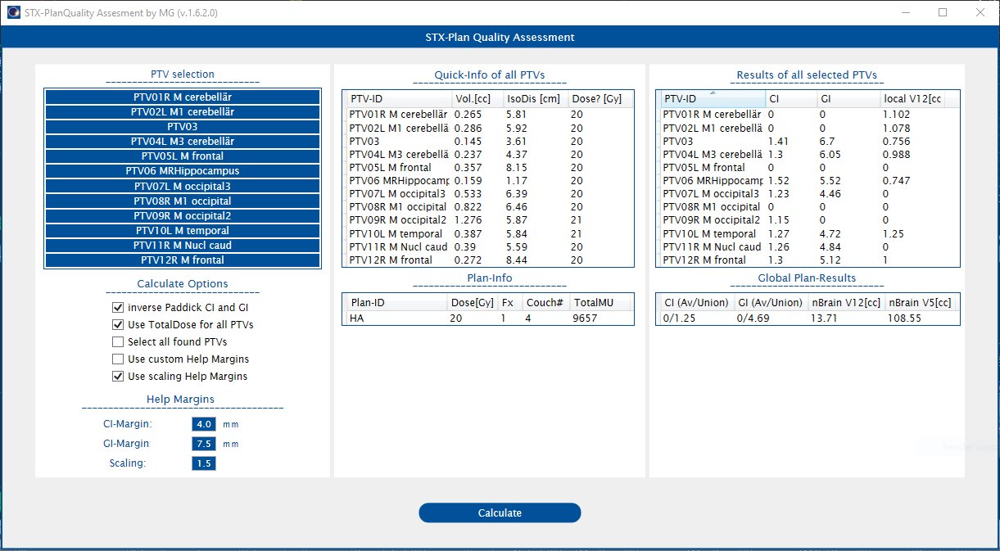 STX-PlanQuality Assesment by MG (v.1.6.2.0)
STX-Plan Quality Assessment
PTV selection
PTV01R M cerebellär
PTV02L M1 cerebellär
PTV03
PTV04L M3 cerebellär
PTV05L M frontal
PTV06 MRHippocampus
PTV07L M occipital3
PTV08R M1 occipital
PTV09R M occipital2
PTV10L M temporal
PTV11R M Nucl caud
PTV12R M frontal
Calculate Options
inverse Paddick CI and GI
Use TotalDose for all PTVs
Select all found PTVs
Use custom Help Margins
Use scaling Help Margins
Help Margins
CI-Margin: 4.0 mm
GI-Margin: 7.5 mm
Scaling: 1.5
Quick-Info of all PTVs
PTV-ID Vol.[cc] IsoDis [cm] Dose? [Gy]
PTV01R M cerebellär 0.265 5.81 20
PTV02L M1 cerebellä 0.286 5.92 20
PTV03 0.145 3.61 20
PTV04L M3 cerebellä 0.237 4.37 20
PTV05L M frontal 0.357 8.15 20
PTV06 MRHippocamp 0.159 1.17 20
PTV07L M occipital3 0.533 6.39 20
PTV08R M1 occipital 0.822 6.46 20
PTV09R M occipital2 1.276 5.87 21
PTV10L M temporal 0.387 5.84 21
PTV11R M Nucl caud 0.39 5.59 20
PTV12R M frontal 0.272 8.44 20
Plan-Info
Plan-ID Dose[Gy] Fx Couch# TotalMU
HA 20 1 4 9657
Results of all selected PTVs
PTV-ID CI GI local V12[cc
PTV01R M cerebellär 0 0 1.102
PTV02L M1 cerebellä 0 0 1.078
PTV03 1.41 6.7 0.756
PTV04L M3 cerebellä 1.3 6.05 0.988
PTV05L M frontal 0 0 0
PTV06 MRHippocamp 1.52 5.52 0.747
PTV07L M occipital3 1.23 4.46 0
PTV08R M1 occipital 0 0 0
PTV09R M occipital2 1.15 0 0
PTV10L M temporal 1.27 4.72 1.25
PTV11R M Nucl caud 1.26 4.84 0
PTV12R M frontal 1.3 5.12 1
Global Plan-Results
CI (Av/Union) GI (Av/Union) nBrain V12[cc] nBrain V5[cc]
0/1.25 0/4.69 13.71 108.55
Calculate